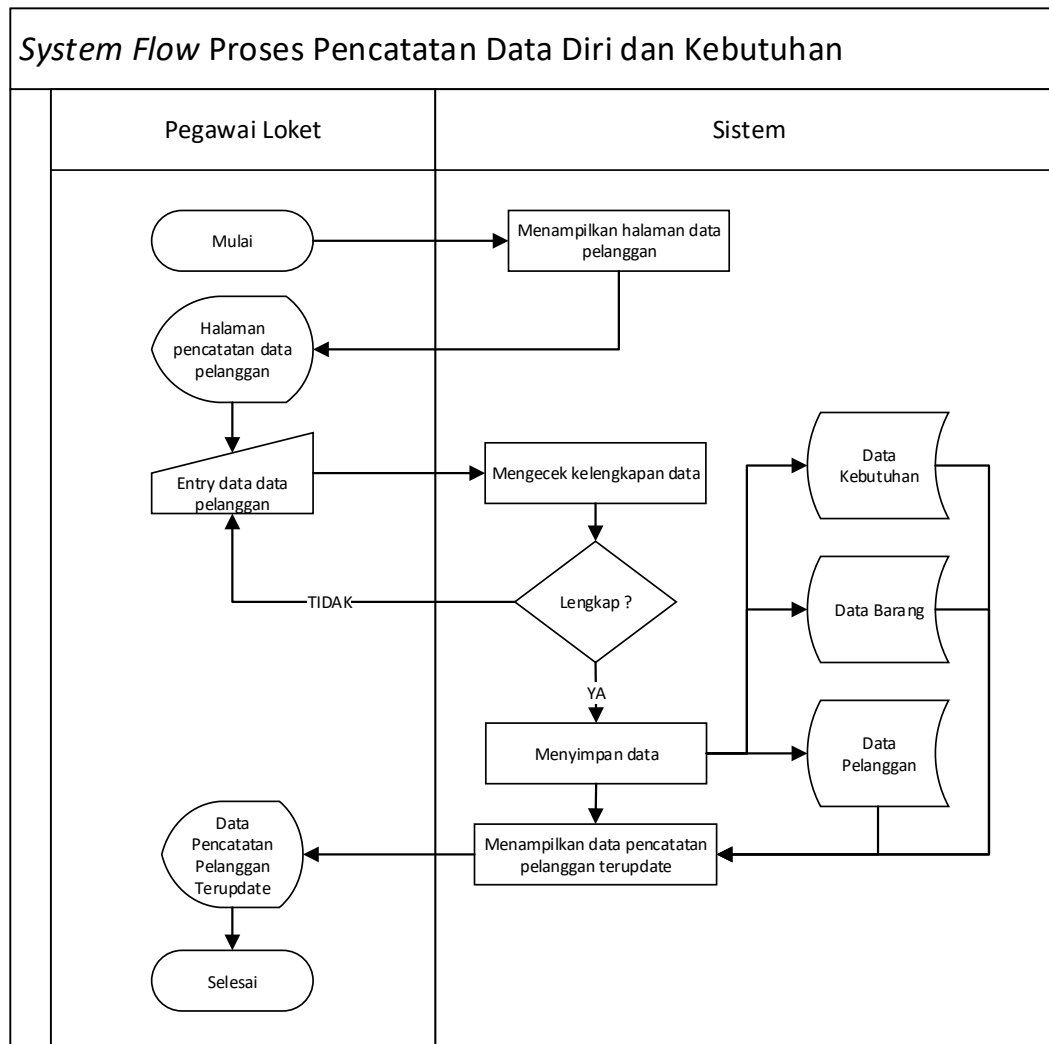 System Flow Proses Pencatatan Data Diri dan Kebutuhan
Pegawai Loket
Sistem
Mulai
Menampilkan halaman data
pelanggan
Halaman
pencatatan data
pelanggan
Entry data data
pelanggan
Mengecek kelengkapan data
Data
Kebutuhan
TIDAK
Lengkap ?
Data Barang
YA
Menyimpan data
Data
Pelanggan
Data
Pencatatan
Pelanggan
Terupdate
Menampilkan data pencatatan
pelanggan terupdate
Selesai